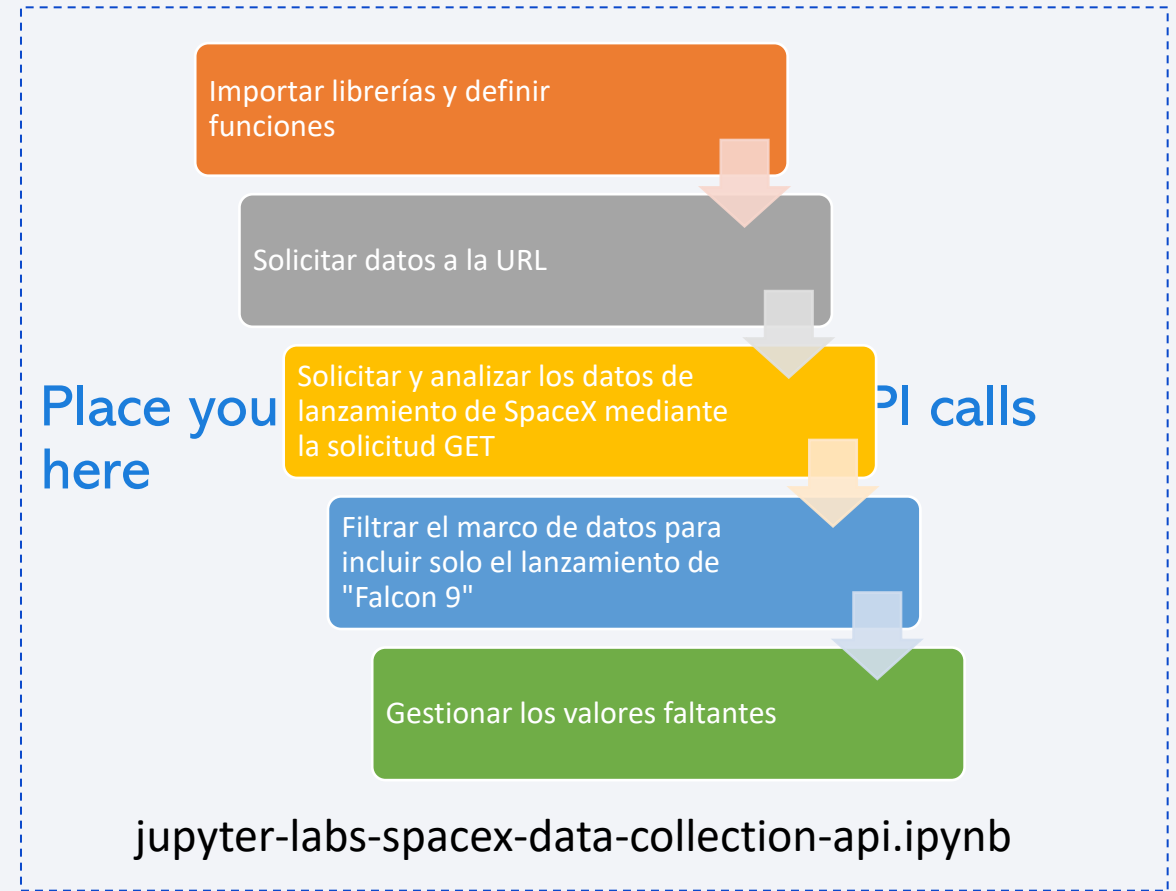 Importar librerías y definir
funciones
Solicitar datos a la URL
Solicitar y analizar los datos de
lanzamiento de SpaceX mediante
la solicitud GET
Place you
PI calls
here
Filtrar el marco de datos para
incluir solo el lanzamiento de
"Falcon 9"
Gestionar los valores faltantes
jupyter-labs-spacex-data-collection-api.ipynb